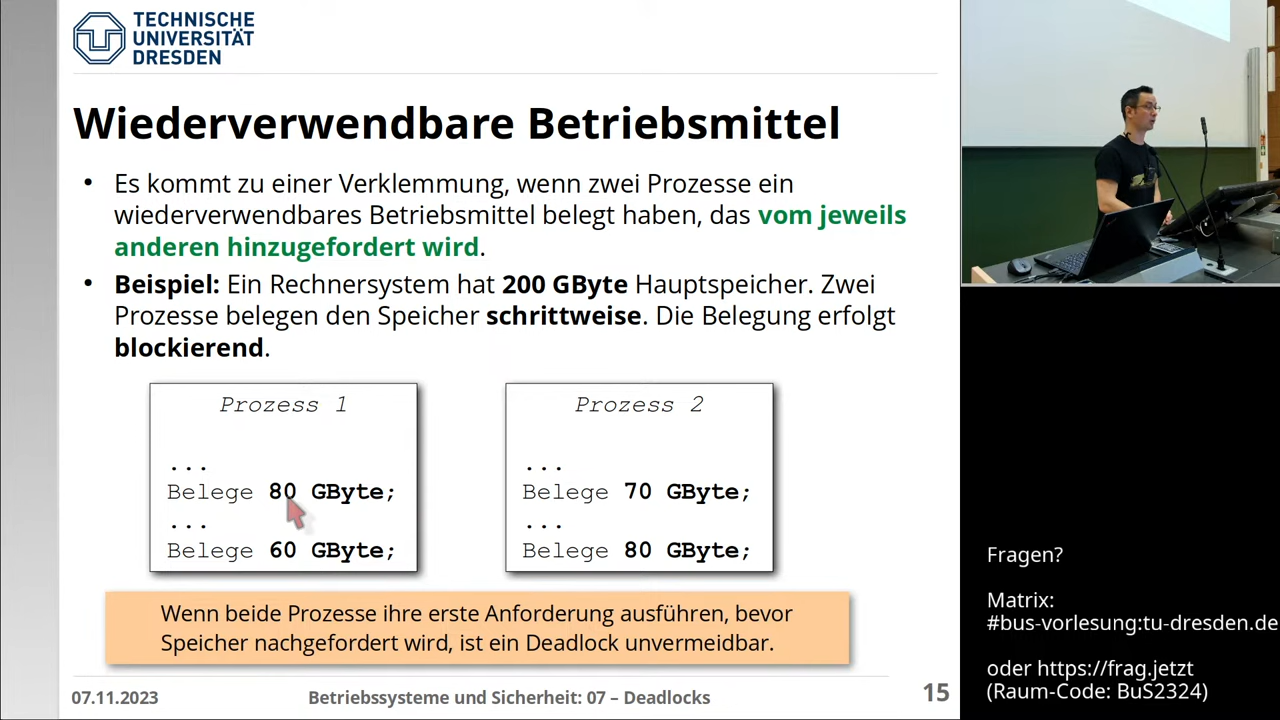 TECHNISCHE
UNIVERSITÄT
DRESDEN
Wiederverwendbare Betriebsmittel
• Es kommt zu einer Verklemmung, wenn zwei Prozesse ein
wiederverwendbares Betriebsmittel belegt haben, das vom jeweils
anderen hinzugefordert wird.
• Beispiel: Ein Rechnersystem hat 200 GByte Hauptspeicher. Zwei
Prozesse belegen den Speicher schrittweise. Die Belegung erfolgt
blockierend.
Prozess 1
...
Belege 80 GByte;
...
Belege 60 GByte;
Prozess 2
...
Belege 70 GByte;
...
Belege 80 GByte;
Wenn beide Prozesse ihre erste Anforderung ausführen, bevor
Speicher nachgefordert wird, ist ein Deadlock unvermeidbar.
07.11.2023
Betriebssysteme und Sicherheit: 07 – Deadlocks
15
Fragen?
Matrix:
#bus-vorlesung:tu-dresden.de
oder https://frag.jetzt
(Raum-Code: BuS2324)